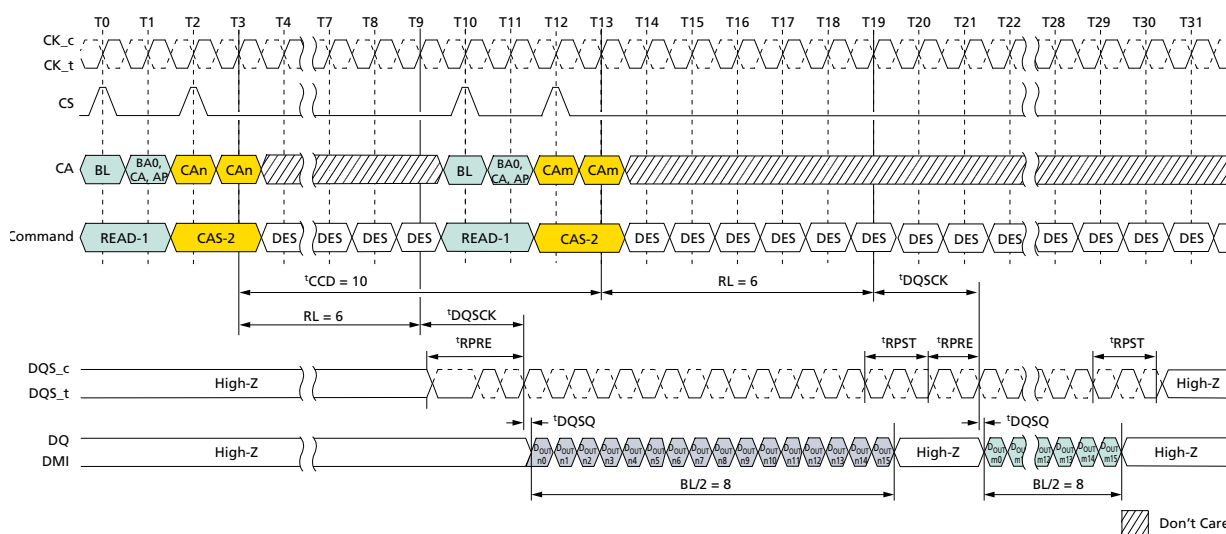 T0 T1 T2 T3 T4 T7 T8 T9 T10 T11 T12 T13 T14 T15 T16 T17 T18 T19 T20 T21 T22 T28 T29 T30 T31
CK_c
CK_t
CS
CA BL BA0, CA, AP CAn CAn BL BA0, CA, AP CAm CAm
Command READ-1 CAS-2 DES DES DES DES READ-1 CAS-2 DES DES DES DES DES DES DES DES DES DES DES DES DES
tCCD = 10 RL = 6 tDQSCK
RL = 6 tDQSCK
tRPRE tRPST tRPRE tRPST
DQS_c
DQS_t
High-Z High-Z
tDQSQ tDQSQ
DQ
DMI
High-Z DOUT n0 DOUT n1 DOUT n2 DOUT n3 DOUT n4 DOUT n5 DOUT n6 DOUT n7 DOUT n8 DOUT n9 DOUT n10 DOUT n11 DOUT n12 DOUT n13 DOUT n14 DOUT n15 High-Z DOUT m0 DOUT DOUT m12 DOUT m13 DOUT m14 DOUT m15 High-Z
BL/2 = 8 BL/2 = 8
Don't Care